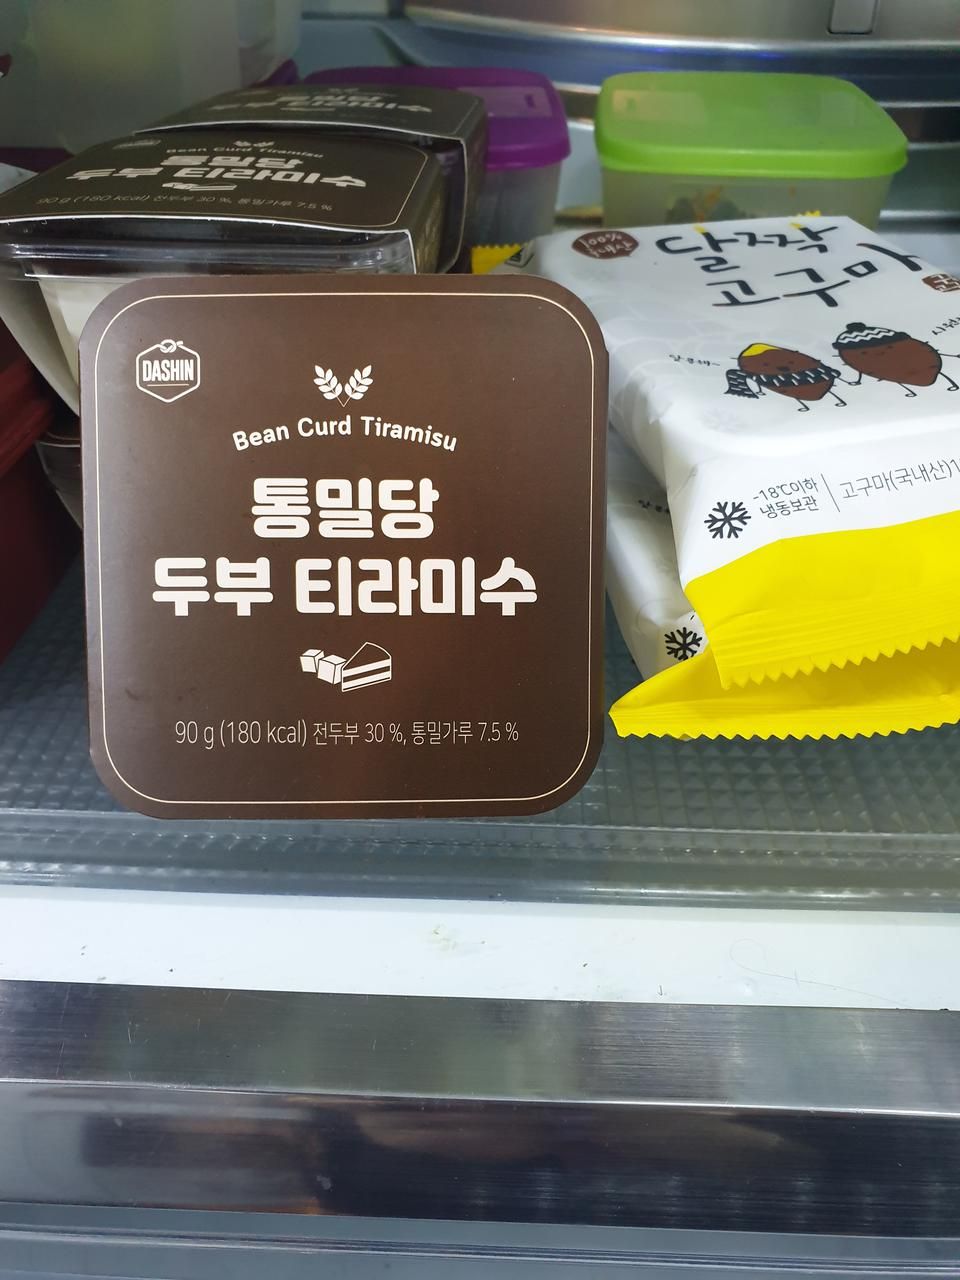 Bean Curd Tiramisu
통밀당
두부 티라미수
90 g (180 kcal) 전두부 30 %, 통밀가루 7.5 %
DASHIN
Bean Curd Tiramisu
통밀당
두부 티라미수
90 g (180 kcal) 전두부 30 %, 통밀가루 7.5 %
100%
달짝
고구마
-18℃이하
냉동보관
고구마(국내산)